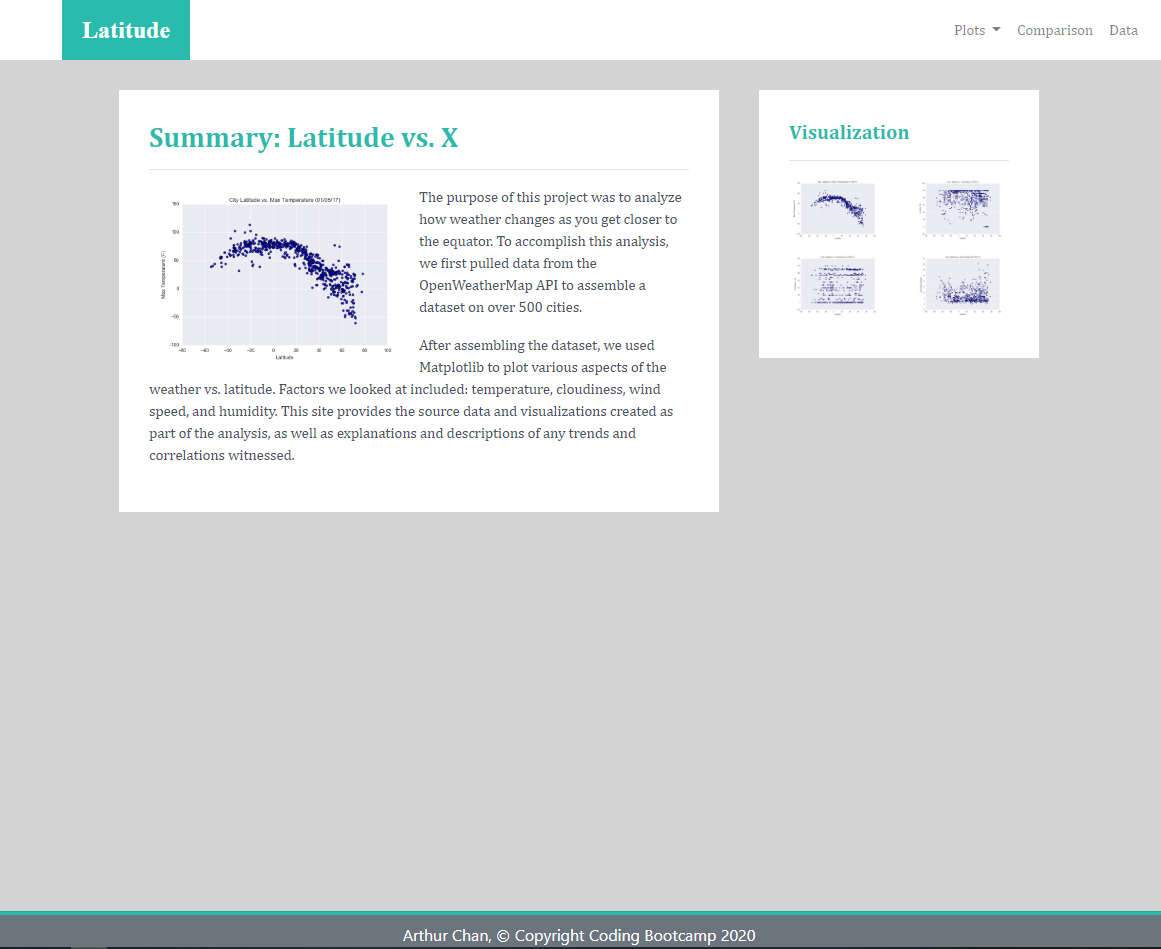 Latitude
Plots
Comparison
Data
Summary: Latitude vs. X
City Latitude vs. Max Temperature (01/05/17)
Max Temperature (F)
-80 -60 -40 -20 0 20 40 60 80 100
Latitude
The purpose of this project was to analyze
how weather changes as you get closer to
the equator. To accomplish this analysis,
we first pulled data from the
OpenWeatherMap API to assemble a
dataset on over 500 cities.
After assembling the dataset, we used
Matplotlib to plot various aspects of the
weather vs. latitude. Factors we looked at included: temperature, cloudiness, wind
speed, and humidity. This site provides the source data and visualizations created as
part of the analysis, as well as explanations and descriptions of any trends and
correlations witnessed.
Visualization
Arthur Chan, © Copyright Coding Bootcamp 2020